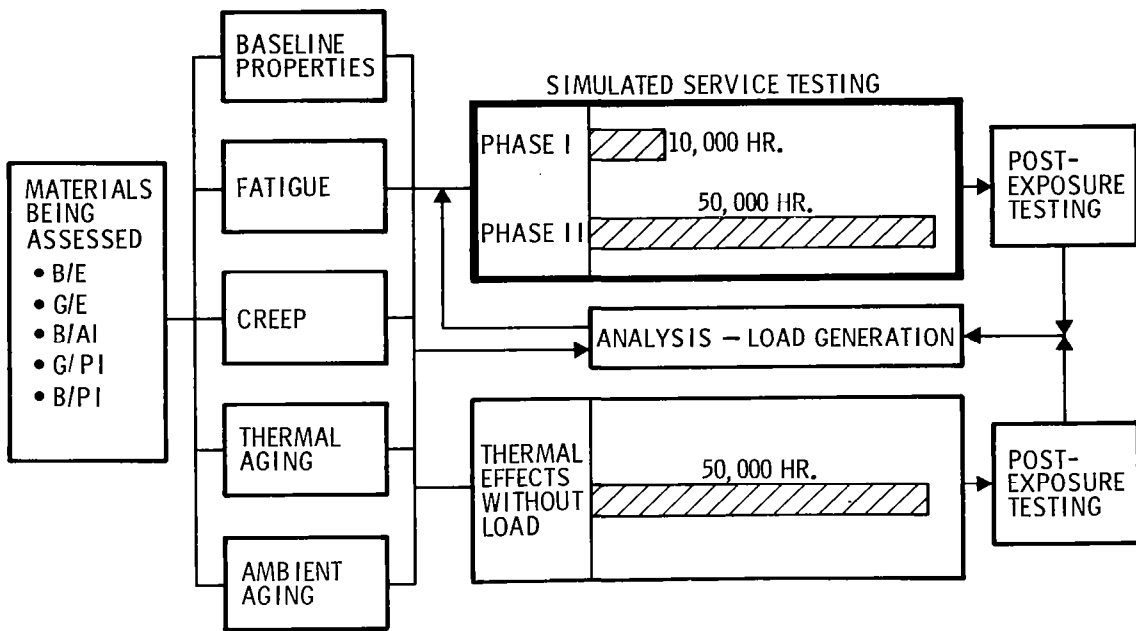 MATERIALS
BEING
ASSESSED
• B/E
• G/E
• B/Al
• G/PI
• B/PI
BASELINE
PROPERTIES
FATIGUE
CREEP
THERMAL
AGING
AMBIENT
AGING
SIMULATED SERVICE TESTING
PHASE I
10,000 HR.
50,000 HR.
PHASE II
ANALYSIS – LOAD GENERATION
THERMAL
EFFECTS
WITHOUT
LOAD
50,000 HR.
POST-
EXPOSURE
TESTING
POST-
EXPOSURE
TESTING